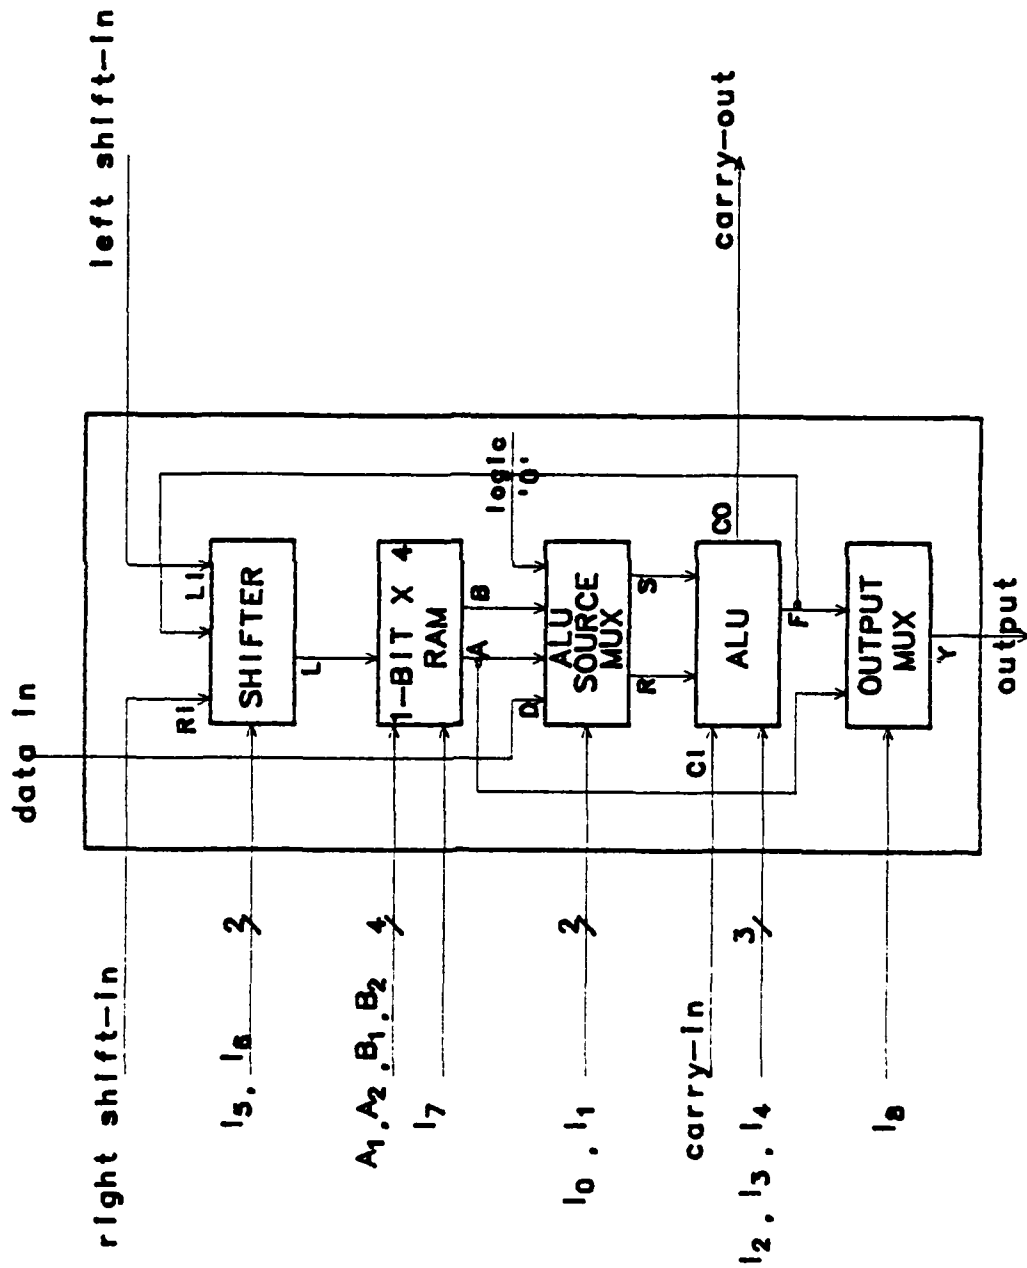 data in
right shift-in
left shift-in
RI
LI
I5, I6
2
SHIFTER
L
A1, A2, B1, B2
4
1-BIT X 4
RAM
I7
A
B
logic
'0'
D
I0, I1
2
ALU
SOURCE
MUX
R
S
carry-in
CI
CO
carry-out
I2, I3, I4
3
ALU
F
I8
OUTPUT
MUX
Y
output